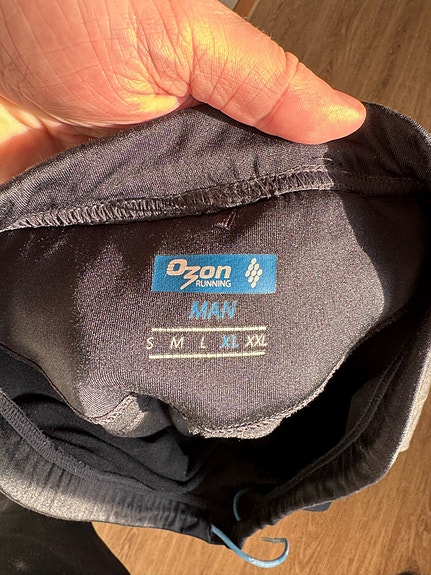 Ozon
RUNNING
MAN
S M L XL XXL